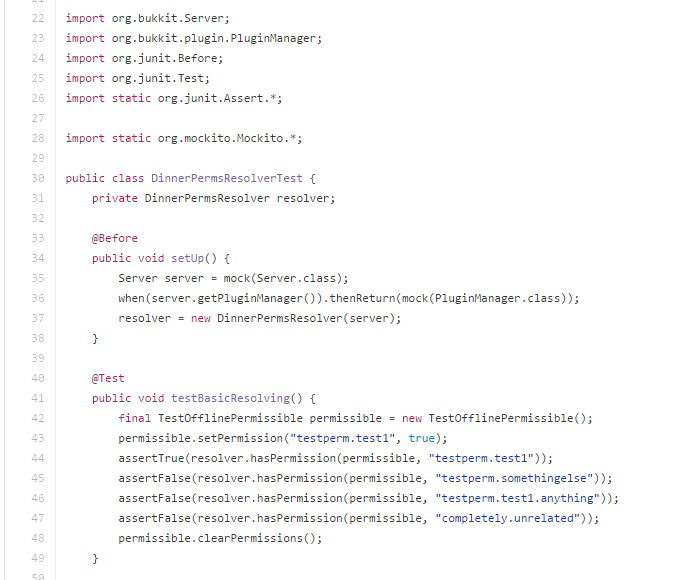 22 import org.bukkit.Server;
23 import org.bukkit.plugin.PluginManager;
24 import org.junit.Before;
25 import org.junit.Test;
26 import static org.junit.Assert.*;
27
28 import static org.mockito.Mockito.*;
29
30 public class DinnerPermsResolverTest {
31     private DinnerPermsResolver resolver;
32
33     @Before
34     public void setUp() {
35         Server server = mock(Server.class);
36         when(server.getPluginManager()).thenReturn(mock(PluginManager.class));
37         resolver = new DinnerPermsResolver(server);
38     }
39
40     @Test
41     public void testBasicResolving() {
42         final TestOfflinePermissible permissible = new TestOfflinePermissible();
43         permissible.setPermission("testperm.test1", true);
44         assertTrue(resolver.hasPermission(permissible, "testperm.test1"));
45         assertFalse(resolver.hasPermission(permissible, "testperm.somethingelse"));
46         assertFalse(resolver.hasPermission(permissible, "testperm.test1.anything"));
47         assertFalse(resolver.hasPermission(permissible, "completely.unrelated"));
48         permissible.clearPermissions();
49     }